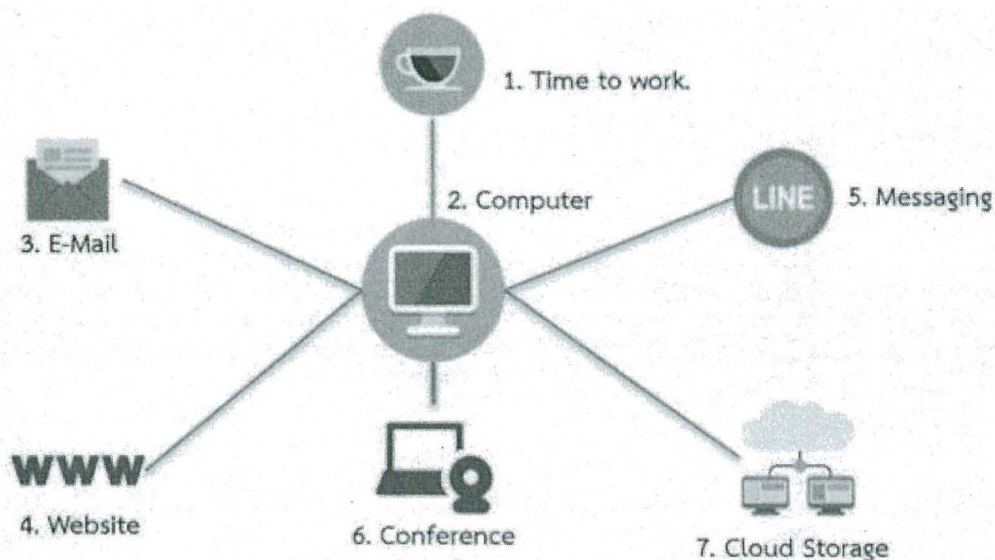 1. Time to work.
2. Computer
3. E-Mail
LINE
5. Messaging
WWW
4. Website
6. Conference
7. Cloud Storage